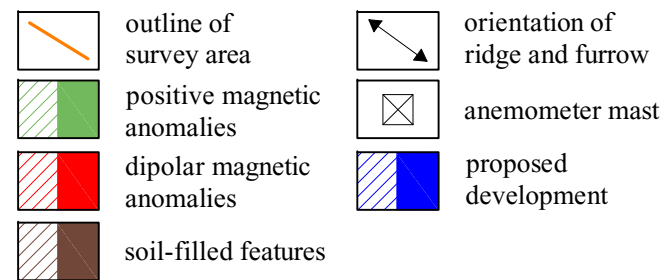 outline of
survey area
positive magnetic
anomalies
dipolar magnetic
anomalies
soil-filled features
orientation of
ridge and furrow
anemometer mast
proposed
development